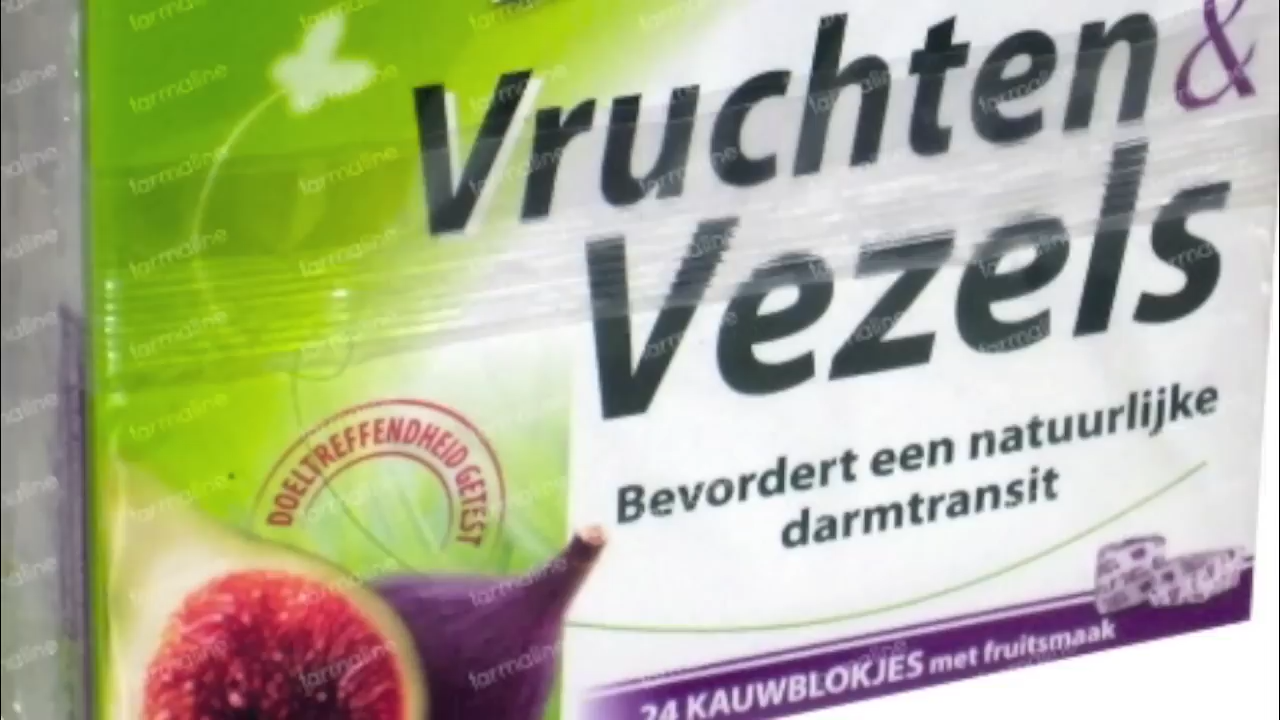 Vruchten &
Vezels
Bevordert een natuurlijke
darmtransit
DOELTREFFENDHEID GETEST
24 KAUWBLOKJES met fruitsmaak
farmaline